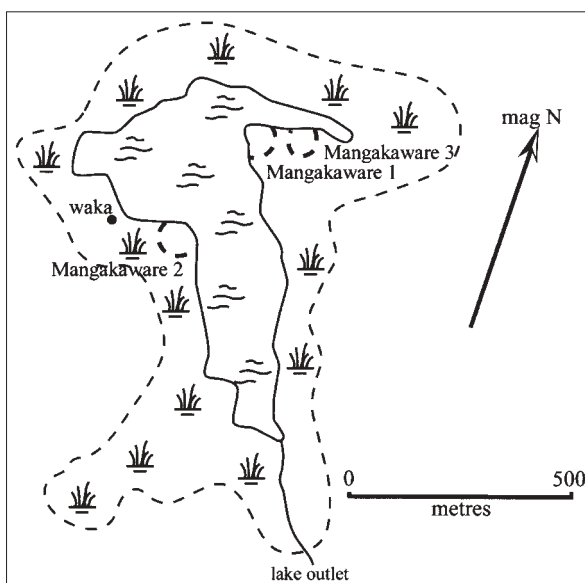 mag N
Mangakaware 3
Mangakaware 1
waka
Mangakaware 2
0 500
metres
lake outlet